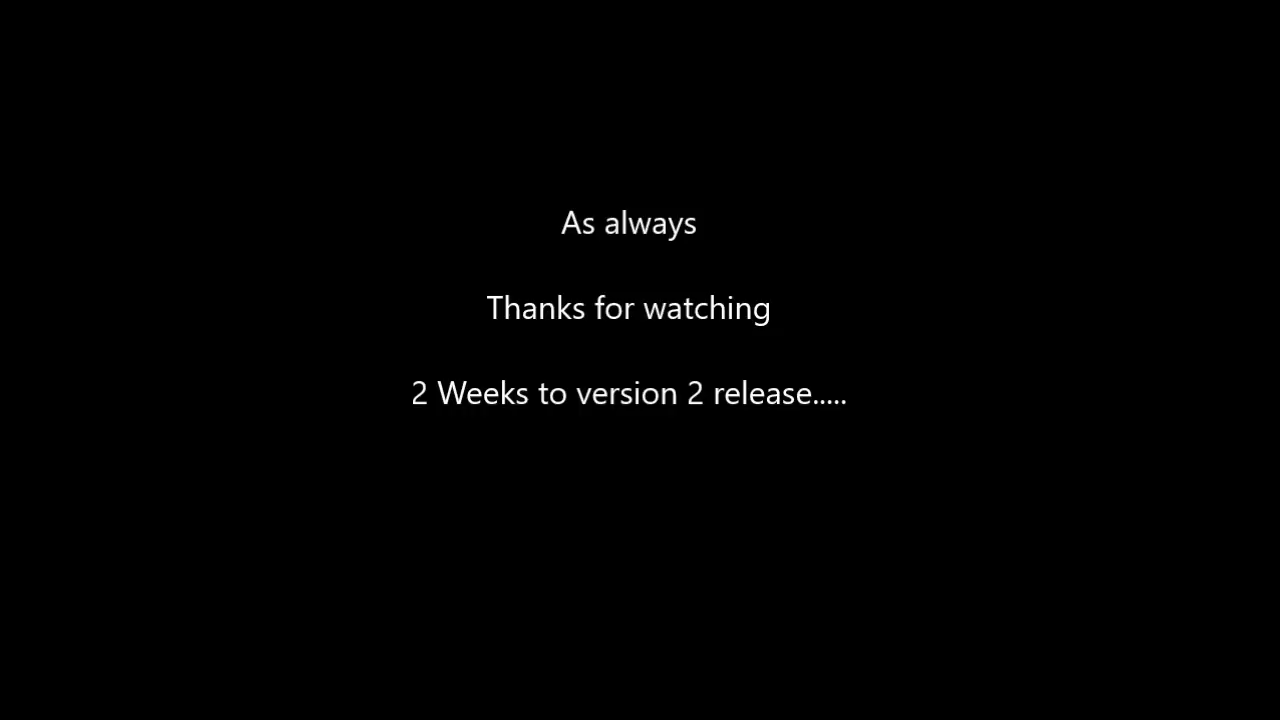 As always
Thanks for watching
2 Weeks to version 2 release.....